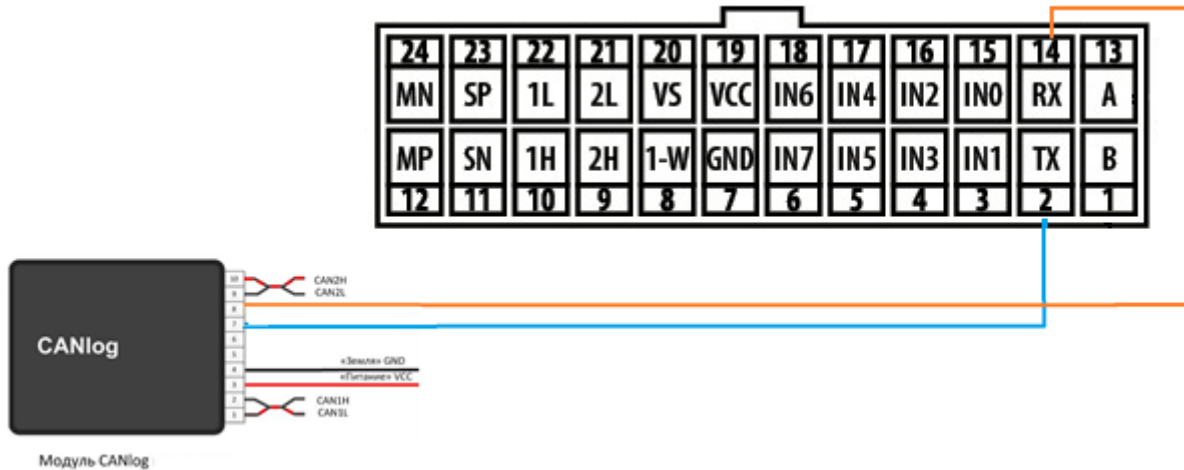 24 23 22 21 20 19 18 17 16 15 14 13
MN SP 1L 2L VS VCC IN6 IN4 IN2 IN0 RX A
MP SN 1H 2H 1-W GND IN7 IN5 IN3 IN1 TX B
12 11 10 9 8 7 6 5 4 3 2 1
CANlog
10 CAN2H
9 CAN2L
8
7
6
5
4 «Земля» GND
3 «Питание» VCC
2 CAN1H
1 CAN1L
Модуль CANlog